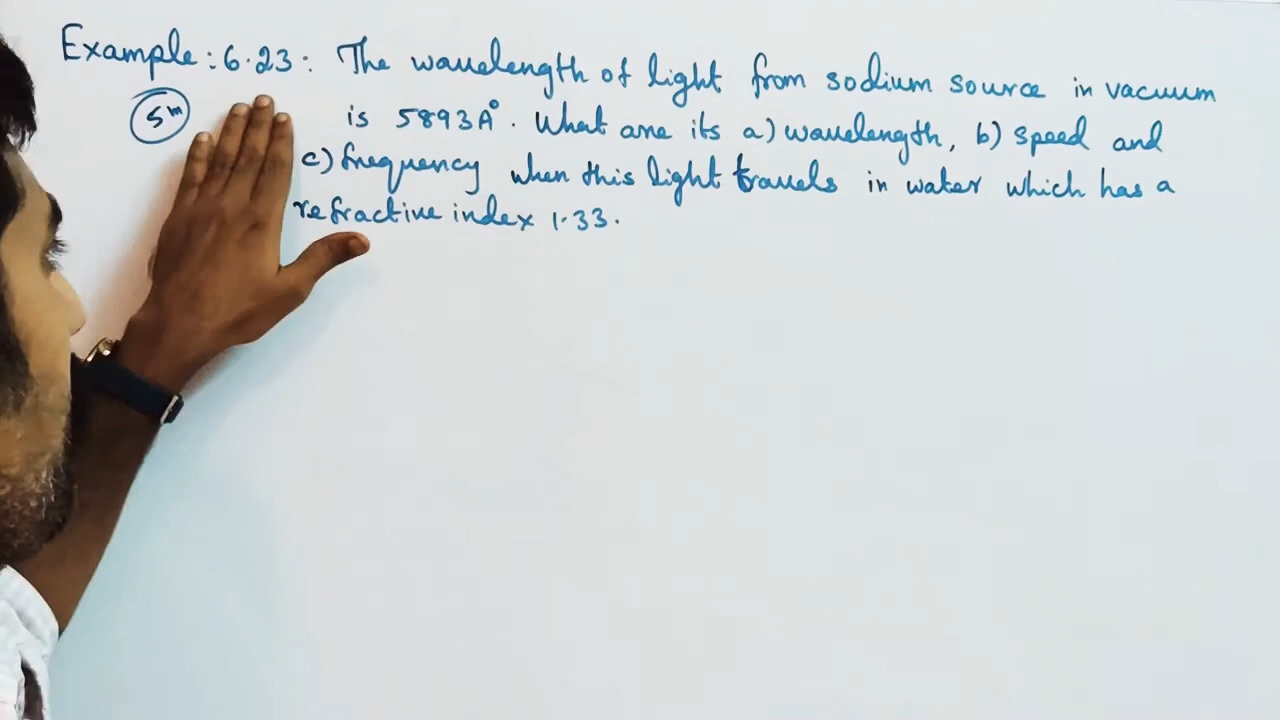 Example: 6.23: The wavelength of light from sodium source in vacuum
5m
is 5893A°. What are its a) wavelength, b) speed and
c) frequency when this light travels in water which has a
refractive index 1.33.